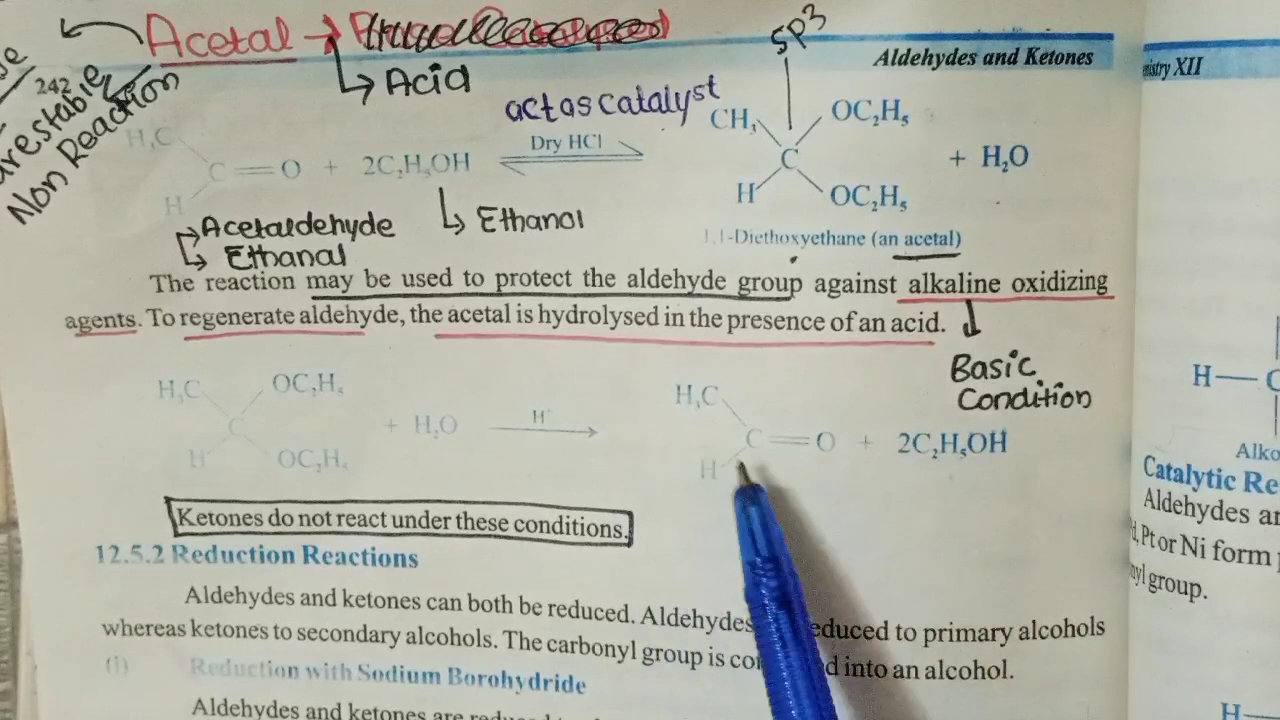 Acetal →
Acid
242
Non Reaction
Aldehydes and Ketones
mistry XII
SP3
act as catalyst
H₃C
H
C=O + 2C₂H₅OH
Dry HCl
CH₃
H
C
OC₂H₅
OC₂H₅
+ H₂O
Acetaldehyde
Ethanal
Ethanol
1,1-Diethoxyethane (an acetal)
The reaction may be used to protect the aldehyde group against alkaline oxidizing
agents. To regenerate aldehyde, the acetal is hydrolysed in the presence of an acid.
Basic
Condition
H₃C
H
C
OC₂H₅
OC₂H₅
+ H₂O
H⁺
H₃C
H
C=O + 2C₂H₅OH
Ketones do not react under these conditions.
12.5.2 Reduction Reactions
Aldehydes and ketones can both be reduced. Aldehydes educed to primary alcohols
whereas ketones to secondary alcohols. The carbonyl group is co d into an alcohol.
(i) Reduction with Sodium Borohydride
Aldehydes and ketones are
H—C
Alko
Catalytic Re
Aldehydes ar
d, Pt or Ni form
nyl group.
H—